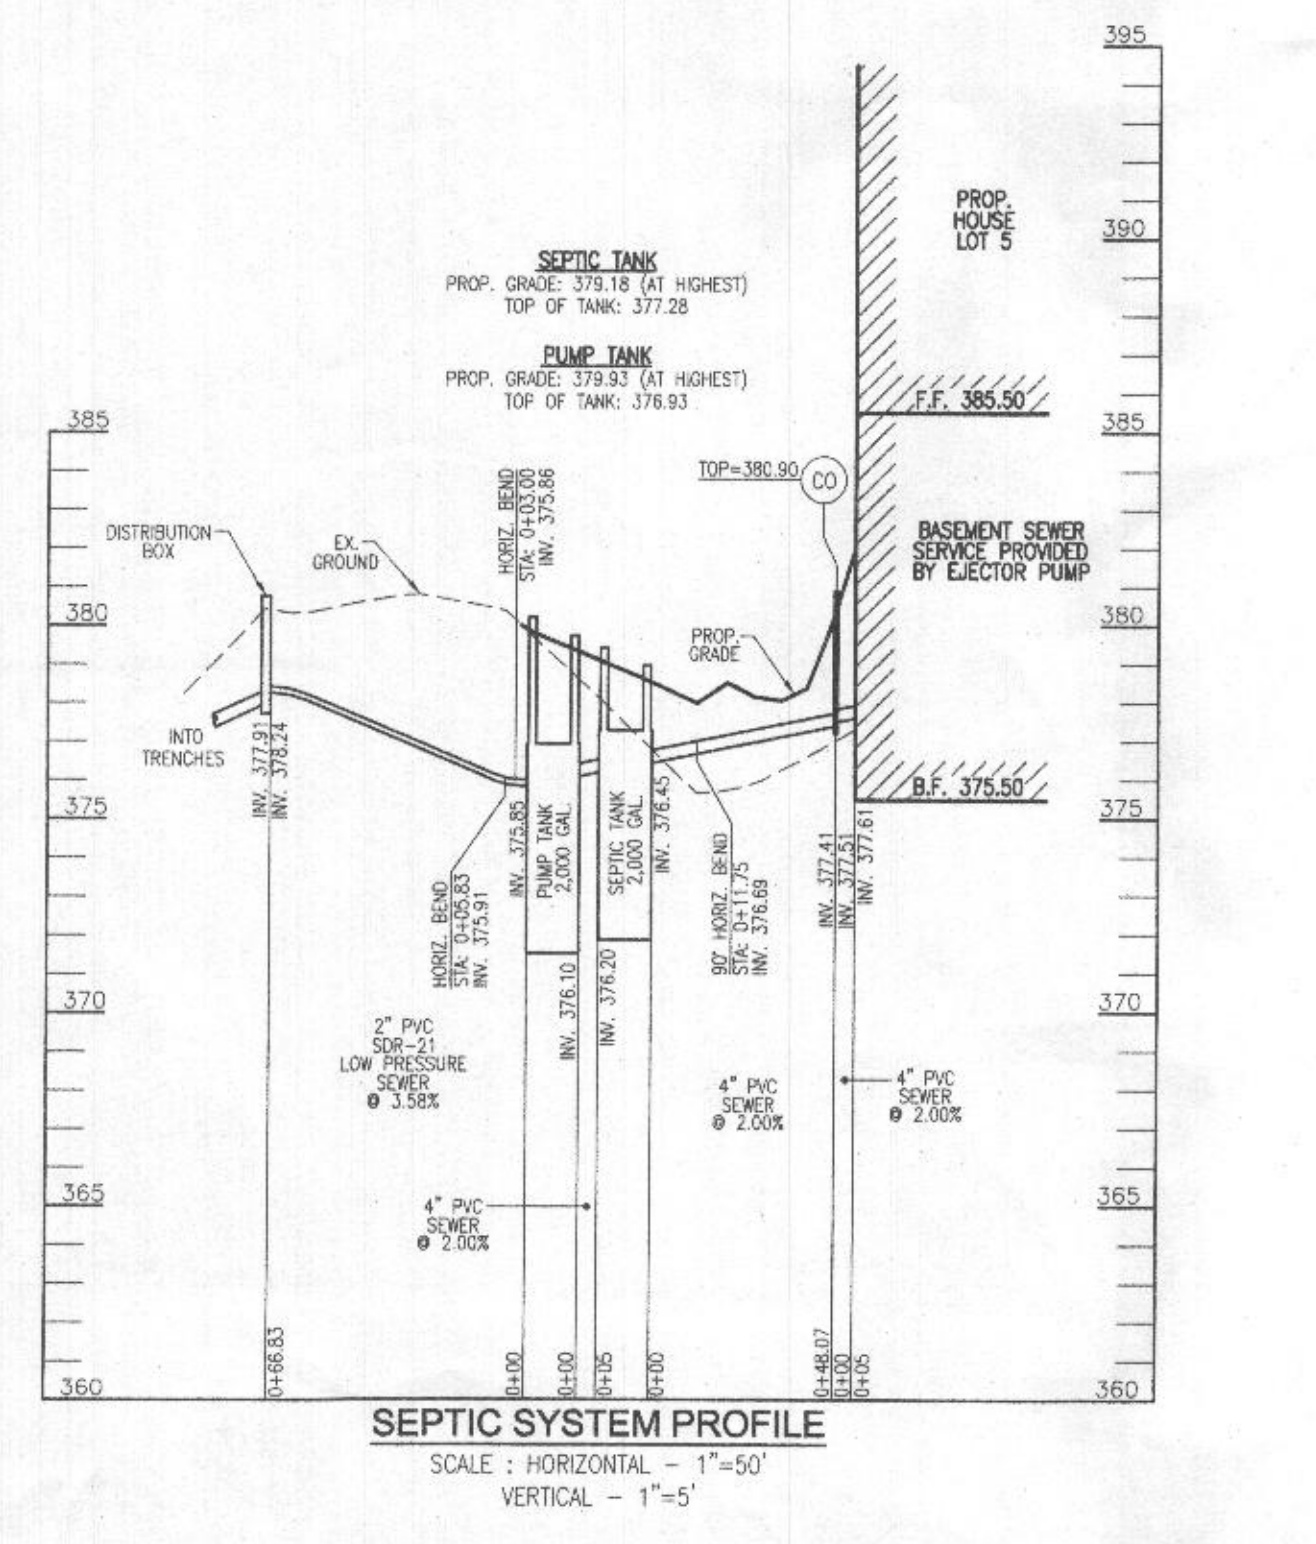 395
390
385
380
375
370
365
360
PROP.
HOUSE
LOT 5
SEPTIC TANK
PROP. GRADE: 379.18 (AT HIGHEST)
TOP OF TANK: 377.28
PUMP TANK
PROP. GRADE: 379.93 (AT HIGHEST)
TOP OF TANK: 376.93
F.F. 385.50
385
380
375
370
365
360
TOP=380.90
CO
HORIZ. BEND
STA: 0+03.00
INV. 375.86
DISTRIBUTION
BOX
EX.
GROUND
BASEMENT SEWER
SERVICE PROVIDED
BY EJECTOR PUMP
PROP.
GRADE
INTO
TRENCHES
INV. 377.91
INV. 378.24
B.F. 375.50
INV. 375.85
PUMP TANK
2,000 GAL.
SEPTIC TANK
2,000 GAL.
INV. 376.45
INV. 377.41
INV. 377.51
INV. 377.61
HORIZ. BEND
STA: 0+05.83
INV. 375.91
90° HORIZ. BEND
STA: 0+11.75
INV. 376.69
INV. 376.10
INV. 376.20
2" PVC
SDR-21
LOW PRESSURE
SEWER
@ 3.58%
4" PVC
SEWER
@ 2.00%
4" PVC
SEWER
@ 2.00%
4" PVC
SEWER
@ 2.00%
0+66.83
0+00
0+00
0+05
0+00
0+48.07
0+00
0+05
SEPTIC SYSTEM PROFILE
SCALE : HORIZONTAL - 1"=50'
VERTICAL - 1"=5'